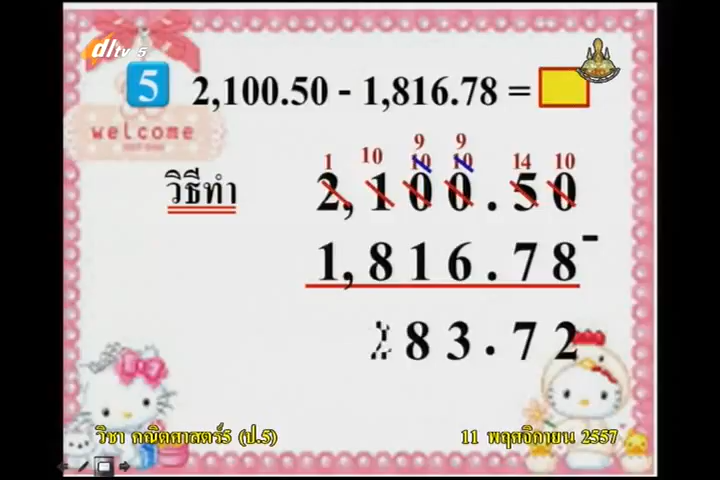 dltv 5
5 2,100.50 - 1,816.78 =
welcome
9 9
1 10 10 10 14 10
วิธีทำ 2,100.50
-
1,816.78
283.72
วิชา คณิตศาสตร์5 (ป.5) 11 พฤศจิกายน 2557